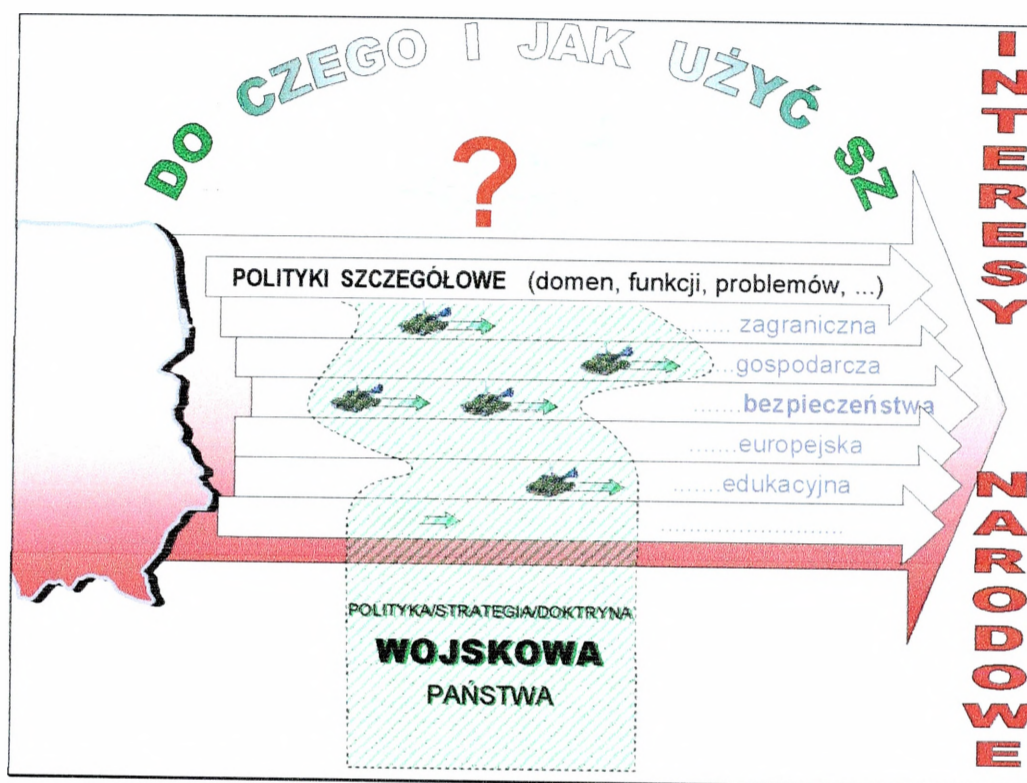 DO CZEGO I JAK UŻYĆ SZ
?
POLITYKI SZCZEGÓŁOWE (domen, funkcji, problemów, ...)
....... zagraniczna
.......gospodarcza
.......bezpieczeństwa
.......europejska
.......edukacyjna
..........................
POLITYKA/STRATEGIA/DOKTRYNA
WOJSKOWA
PAŃSTWA
INTERESY
NARODOWE